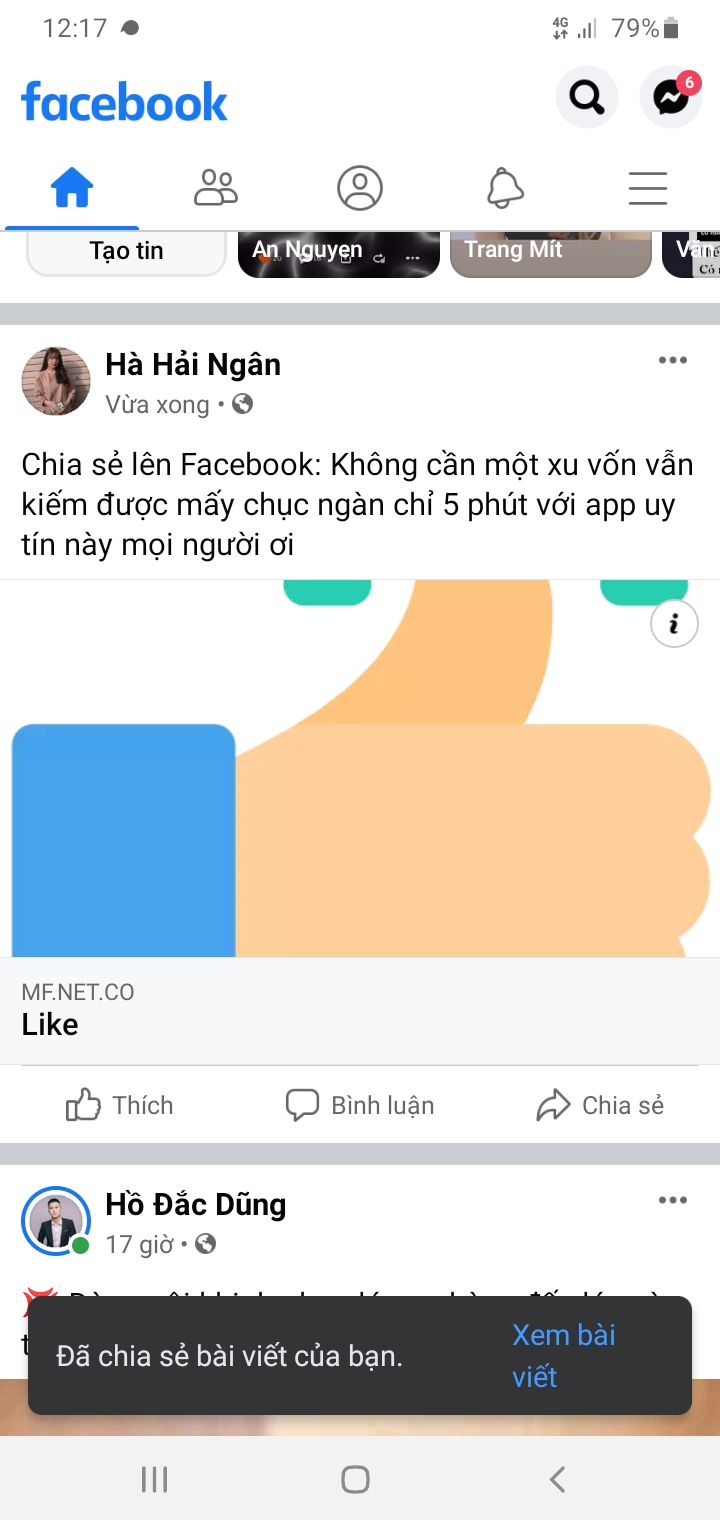 12:17
4G
79%
facebook
6
Tạo tin
An Nguyen
Trang Mít
Văn
Hà Hải Ngân
Vừa xong •
Chia sẻ lên Facebook: Không cần một xu vốn vẫn
kiếm được mấy chục ngàn chỉ 5 phút với app uy
tín này mọi người ơi
i
MF.NET.CO
Like
Thích
Bình luận
Chia sẻ
Hồ Đắc Dũng
17 giờ •
Đã chia sẻ bài viết của bạn.
Xem bài
viết